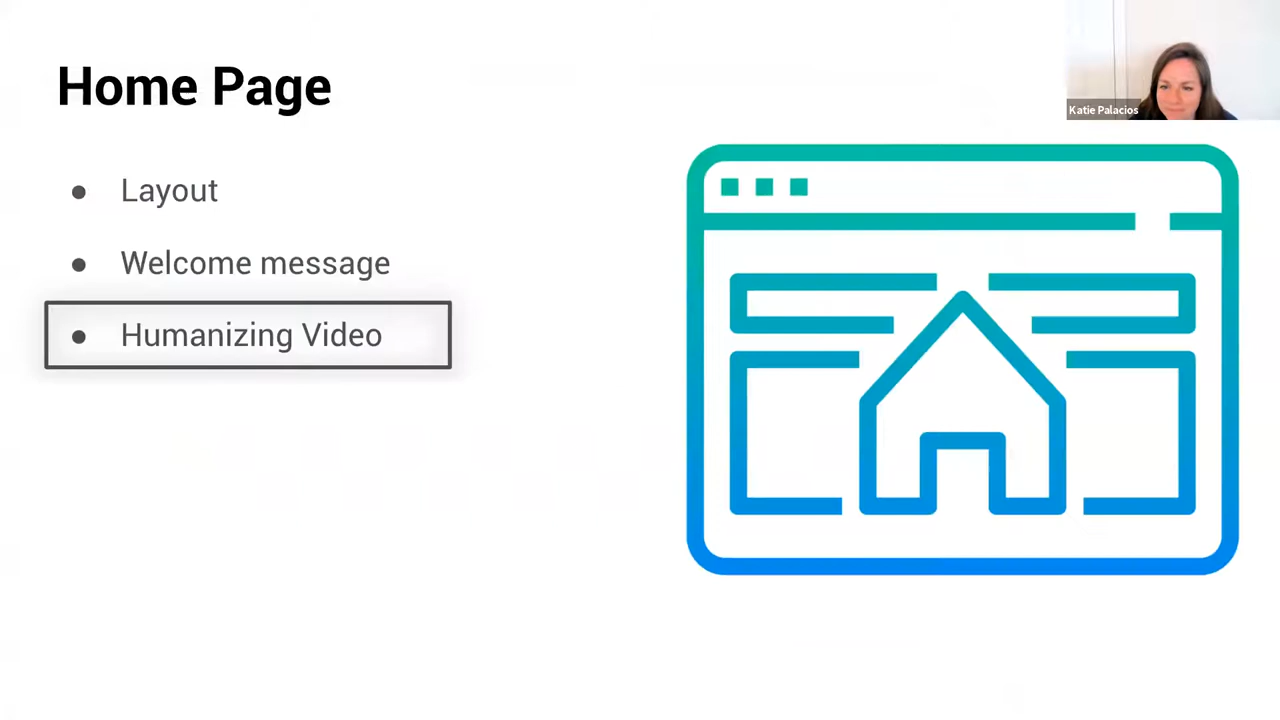 Home Page
Katie Palacios
● Layout
● Welcome message
● Humanizing Video